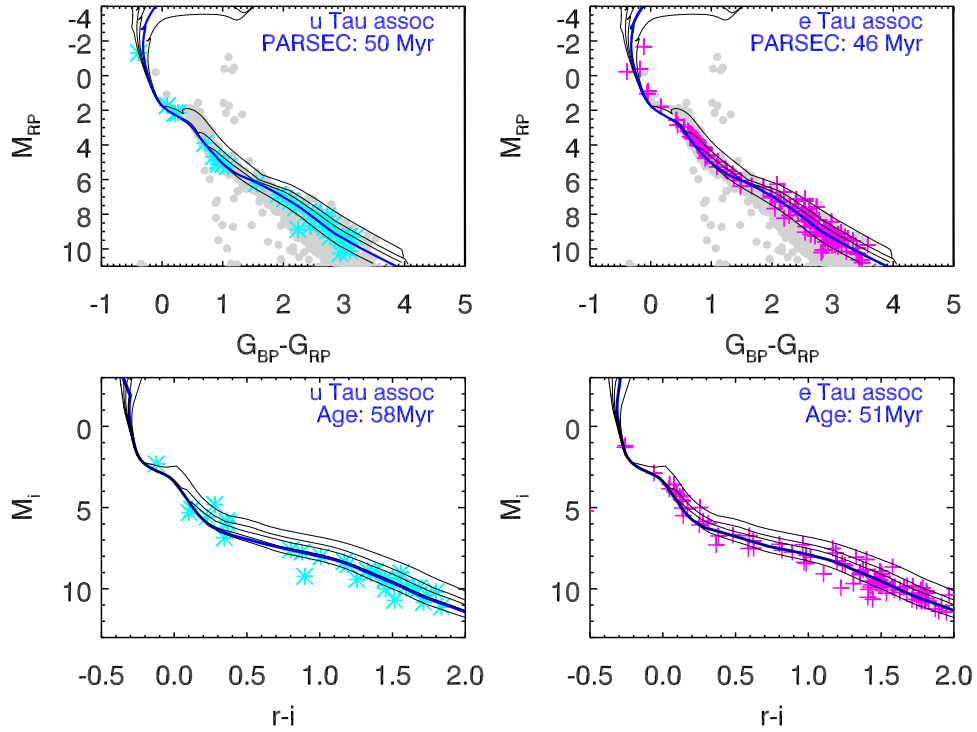 u Tau assoc
PARSEC: 50 Myr
-4
-2
0
2
4
6
8
10
M_RP
-1 0 1 2 3 4 5
G_BP-G_RP
e Tau assoc
PARSEC: 46 Myr
-4
-2
0
2
4
6
8
10
M_RP
-1 0 1 2 3 4 5
G_BP-G_RP
u Tau assoc
Age: 58Myr
0
5
10
M_i
-0.5 0.0 0.5 1.0 1.5 2.0
r-i
e Tau assoc
Age: 51Myr
0
5
10
M_i
-0.5 0.0 0.5 1.0 1.5 2.0
r-i